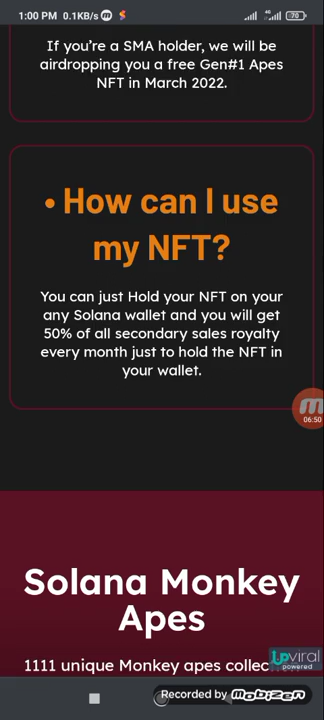 1:00 PM 0.1KB/s
4G 70
If you're a SMA holder, we will be
airdropping you a free Gen#1 Apes
NFT in March 2022.
• How can I use
my NFT?
You can just Hold your NFT on your
any Solana wallet and you will get
50% of all secondary sales royalty
every month just to hold the NFT in
your wallet.
06:50
Solana Monkey
Apes
upviral
powered
1111 unique Monkey apes
Recorded by mobizen